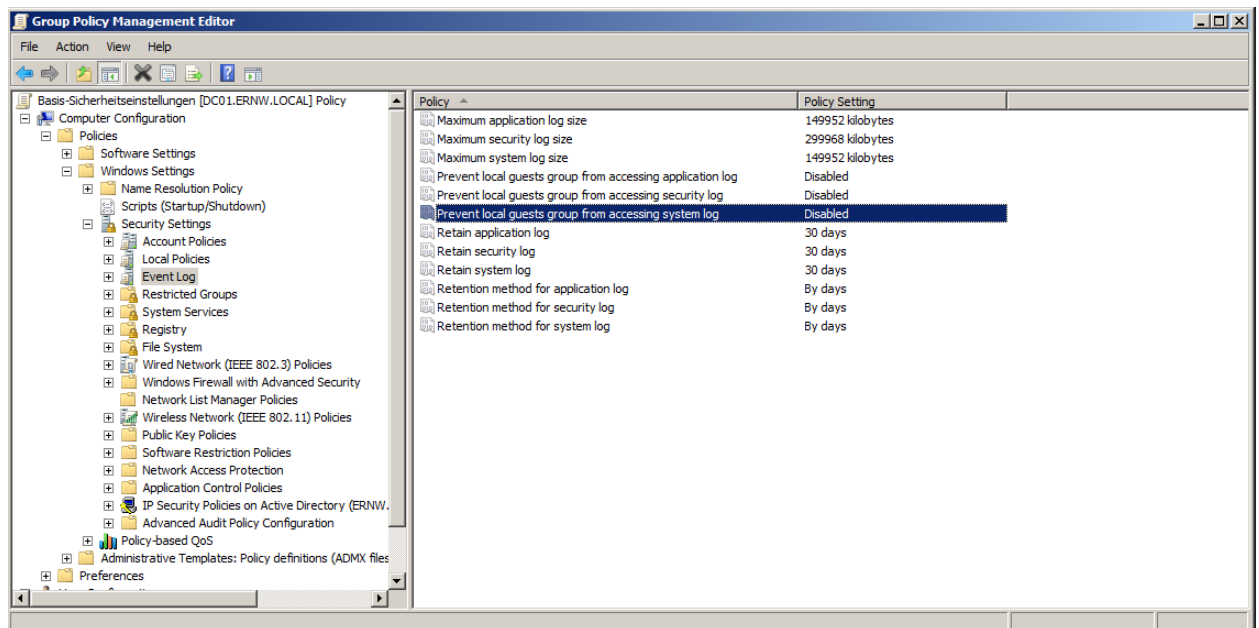 Group Policy Management Editor
File Action View Help
Basis-Sicherheitseinstellungen [DC01.ERNW.LOCAL] Policy
Computer Configuration
Policies
Software Settings
Windows Settings
Name Resolution Policy
Scripts (Startup/Shutdown)
Security Settings
Account Policies
Local Policies
Event Log
Restricted Groups
System Services
Registry
File System
Wired Network (IEEE 802.3) Policies
Windows Firewall with Advanced Security
Network List Manager Policies
Wireless Network (IEEE 802.11) Policies
Public Key Policies
Software Restriction Policies
Network Access Protection
Application Control Policies
IP Security Policies on Active Directory (ERNW.
Advanced Audit Policy Configuration
Policy-based QoS
Administrative Templates: Policy definitions (ADMX files
Preferences
Policy Policy Setting
Maximum application log size 149952 kilobytes
Maximum security log size 299968 kilobytes
Maximum system log size 149952 kilobytes
Prevent local guests group from accessing application log Disabled
Prevent local guests group from accessing security log Disabled
Prevent local guests group from accessing system log Disabled
Retain application log 30 days
Retain security log 30 days
Retain system log 30 days
Retention method for application log By days
Retention method for security log By days
Retention method for system log By days